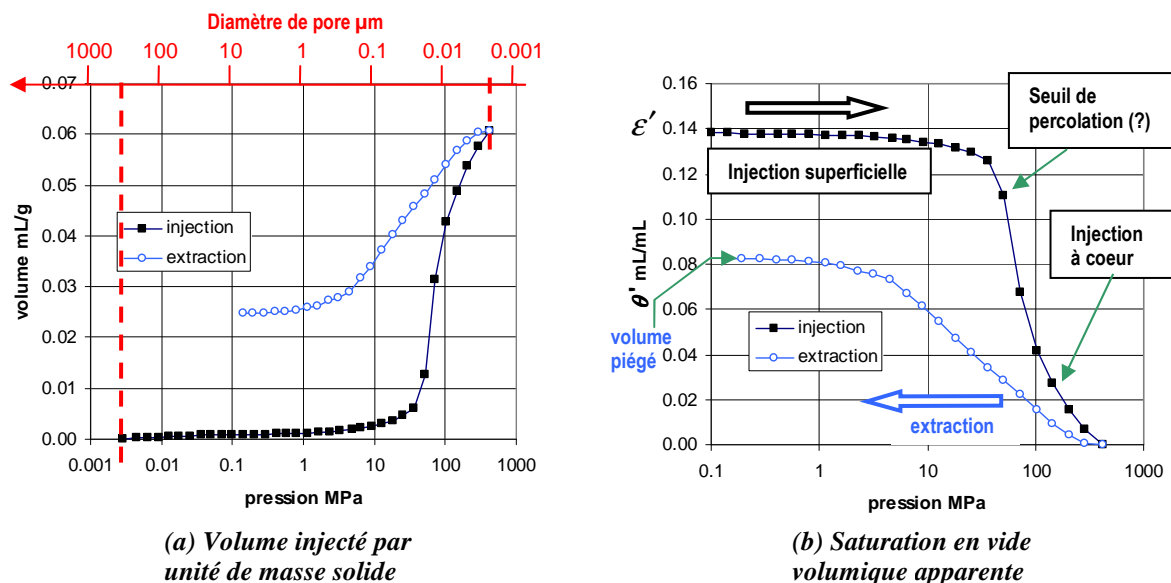 Diamètre de pore µm
1000 100 10 1 0.1 0.01 0.001
0.07
0.06
0.05
0.04
0.03
0.02
0.01
0.00
volume mL/g
injection
extraction
0.001 0.01 0.1 1 10 100 1000
pression MPa
(a) Volume injecté par
unité de masse solide
0.16
0.14
0.12
0.10
0.08
0.06
0.04
0.02
0.00
ε'
θ' mL/mL
Injection superficielle
Seuil de
percolation (?)
Injection
à coeur
volume
piégé
injection
extraction
extraction
0.1 1 10 100 1000
pression MPa
(b) Saturation en vide
volumique apparente